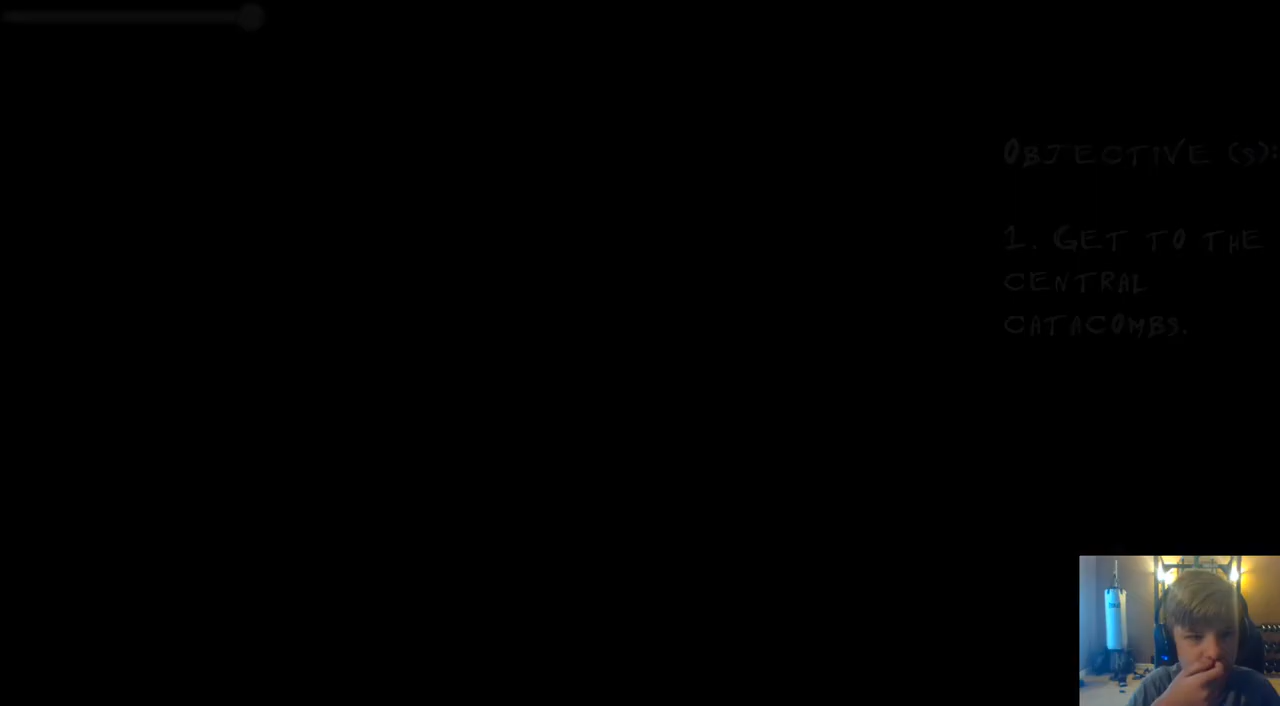 OBJECTIVE (S):
1. GET TO THE
CENTRAL
CATACOMBS.